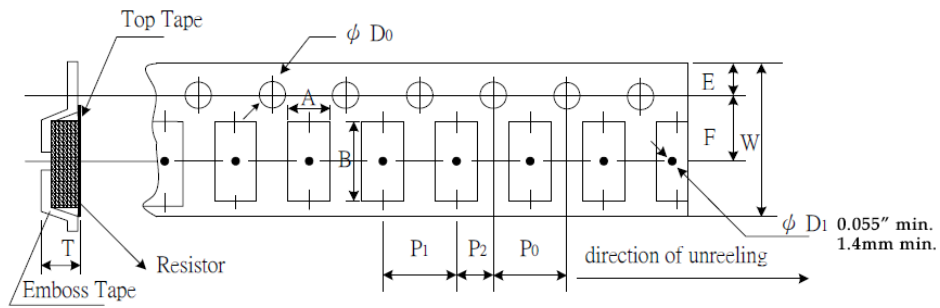 Top Tape
ϕ D0
A
E
F
W
B
T
P1
P2
P0
ϕ D1 0.055" min.
1.4mm min.
direction of unreeling
Resistor
Emboss Tape